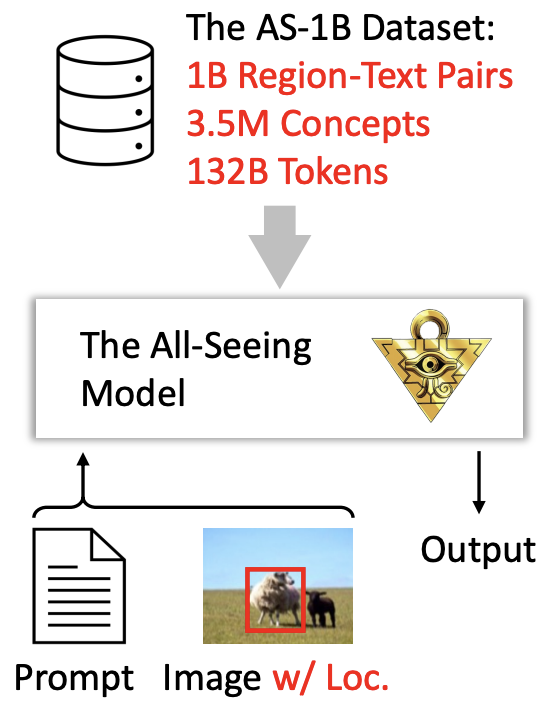 The AS-1B Dataset:
1B Region-Text Pairs
3.5M Concepts
132B Tokens
The All-Seeing
Model
Output
Prompt
Image w/ Loc.